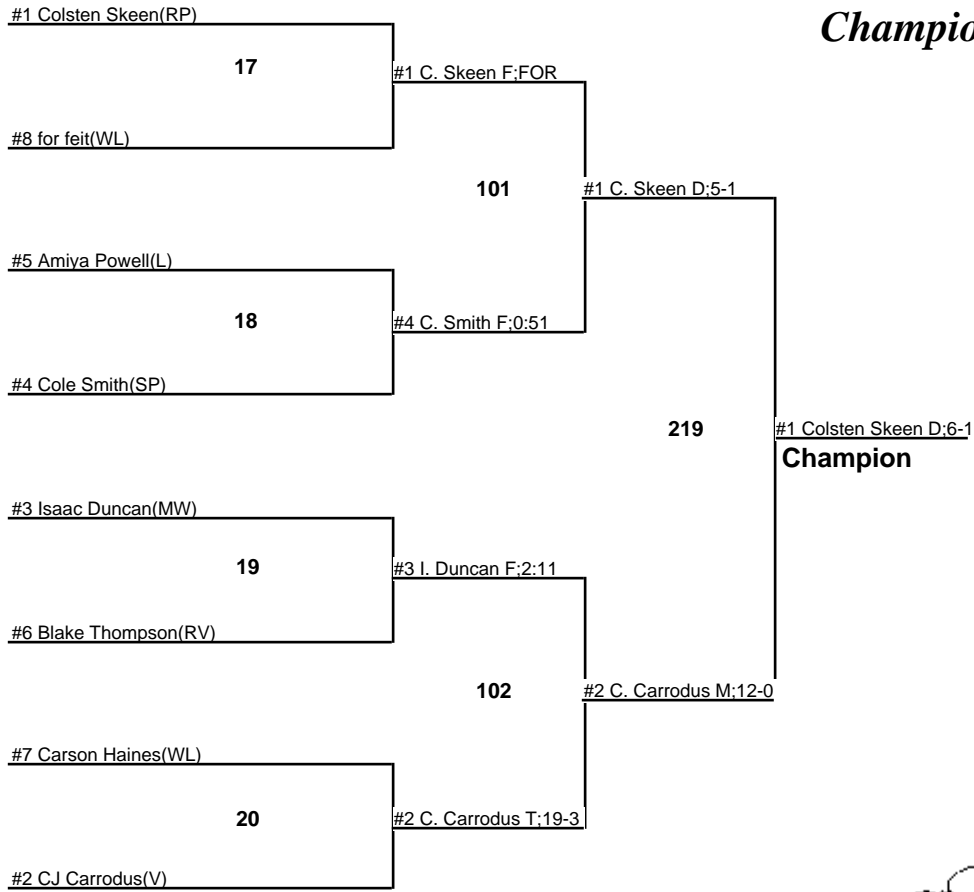 #1 Colsten Skeen(RP)
17
#1 C. Skeen F;FOR
#8 for feit(WL)
101
#1 C. Skeen D;5-1
#5 Amiya Powell(L)
18
#4 C. Smith F;0:51
#4 Cole Smith(SP)
219
#1 Colsten Skeen D;6-1
Champion
#3 Isaac Duncan(MW)
19
#3 I. Duncan F;2:11
#6 Blake Thompson(RV)
102
#2 C. Carrodus M;12-0
#7 Carson Haines(WL)
20
#2 C. Carrodus T;19-3
#2 CJ Carrodus(V)